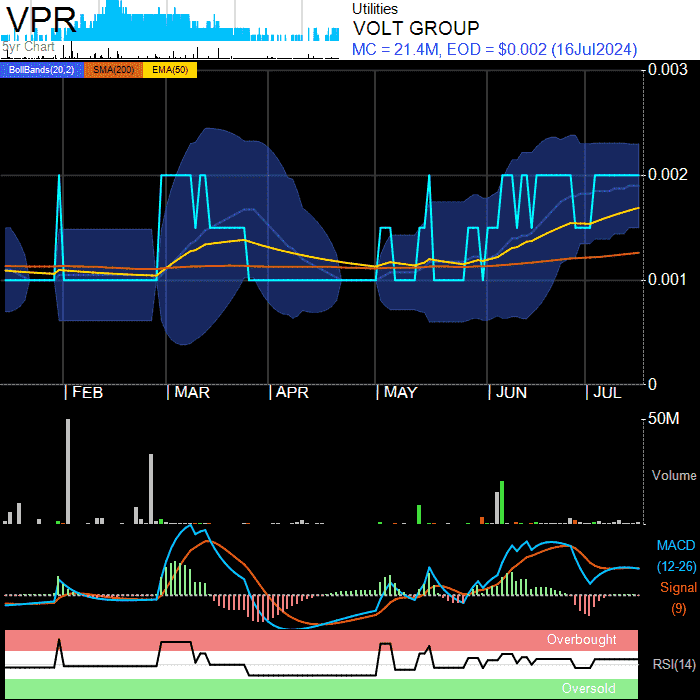 VPR
5yr Chart
Utilities
VOLT GROUP
MC = 21.4M, EOD = $0.002 (16Jul2024)
BollBands(20,2) SMA(200) EMA(50)
0.003
0.002
0.001
0
FEB MAR APR MAY JUN JUL
50M
Volume
MACD
(12-26)
Signal
(9)
Overbought
RSI(14)
Oversold